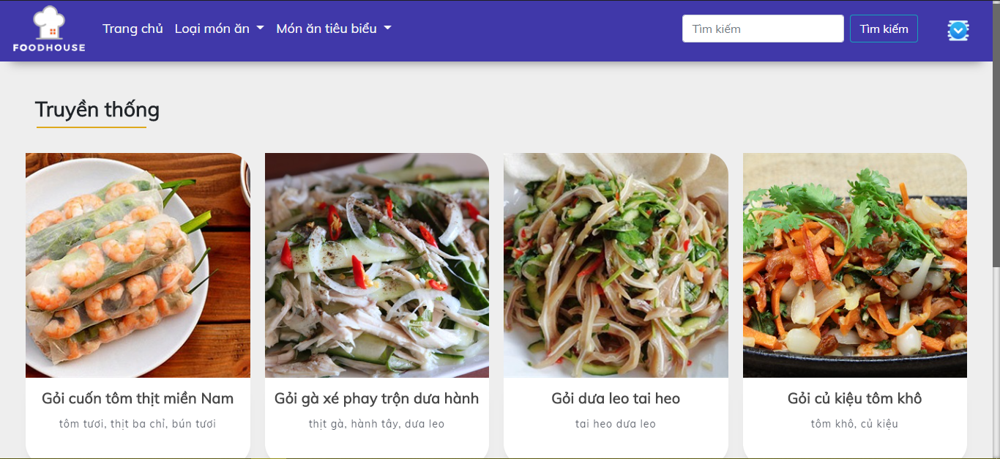 FOODHOUSE
Trang chủ Loại món ăn Món ăn tiêu biểu Tìm kiếm Tìm kiếm
Truyền thống
Gỏi cuốn tôm thịt miền Nam
tôm tươi, thịt ba chỉ, bún tươi
Gỏi gà xé phay trộn dưa hành
thịt gà, hành tây, dưa leo
Gỏi dưa leo tai heo
tai heo dưa leo
Gỏi củ kiệu tôm khô
tôm khô, củ kiệu